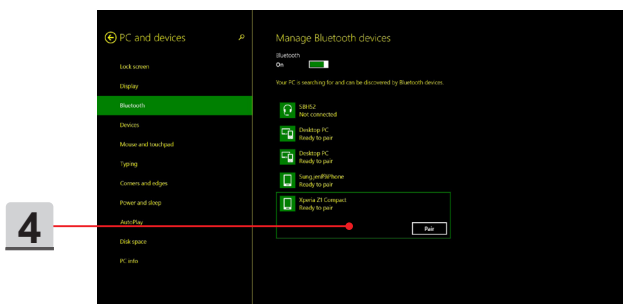 PC and devices
Lock screen
Display
Bluetooth
Devices
Mouse and touchpad
Typing
Corners and edges
Power and sleep
AutoPlay
Disk space
PC info
Manage Bluetooth devices
Bluetooth
On
Your PC is searching for and can be discovered by Bluetooth devices.
SBH52
Not connected
Desktop PC
Ready to pair
Desktop PC
Ready to pair
Ready to pair
Xperia Z1 Compact
Ready to pair
Pair
4